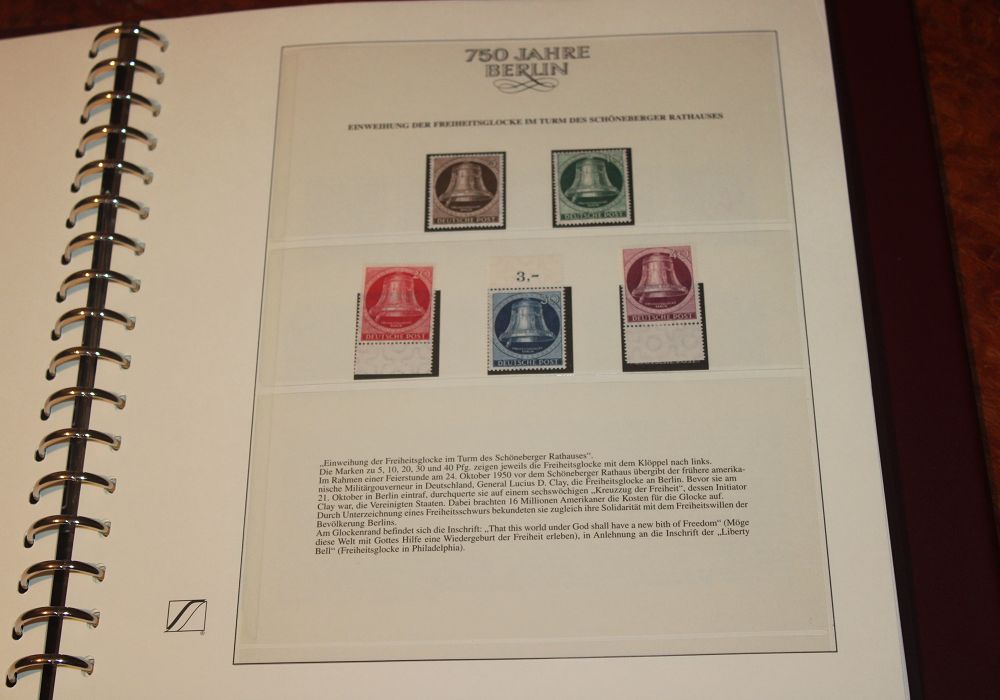 750 JAHRE
BERLIN
EINWEIHUNG DER FREIHEITSGLOCKE IM TURM DES SCHÖNEBERGER RATHAUSES
DEUTSCHE POST
DEUTSCHE POST
3,-
DEUTSCHE POST
DEUTSCHE POST
DEUTSCHE POST
„Einweihung der Freiheitsglocke im Turm des Schöneberger Rathauses“.
Die Marken zu 5, 10, 20, 30 und 40 Pfg. zeigen jeweils die Freiheitsglocke mit dem Klöppel nach links.
Im Rahmen einer Feierstunde am 24. Oktober 1950 vor dem Schöneberger Rathaus übergibt der frühere amerika-
nische Militärgouverneur in Deutschland, General Lucius D. Clay, die Freiheitsglocke an Berlin. Bevor sie am
21. Oktober in Berlin eintraf, durchquerte sie auf einem sechswöchigen „Kreuzzug der Freiheit“, dessen Initiator
Clay war, die Vereinigten Staaten. Dabei brachten 16 Millionen Amerikaner die Kosten für die Glocke auf.
Durch Unterzeichnung eines Freiheitsschwurs bekundeten sie zugleich ihre Solidarität mit dem Freiheitswillen der
Bevölkerung Berlins.
Am Glockenrand befindet sich die Inschrift: „That this world under God shall have a new bith of Freedom“ (Möge
diese Welt mit Gottes Hilfe eine Wiedergeburt der Freiheit erleben), in Anlehnung an die Inschrift der „Liberty
Bell“ (Freiheitsglocke in Philadelphia).